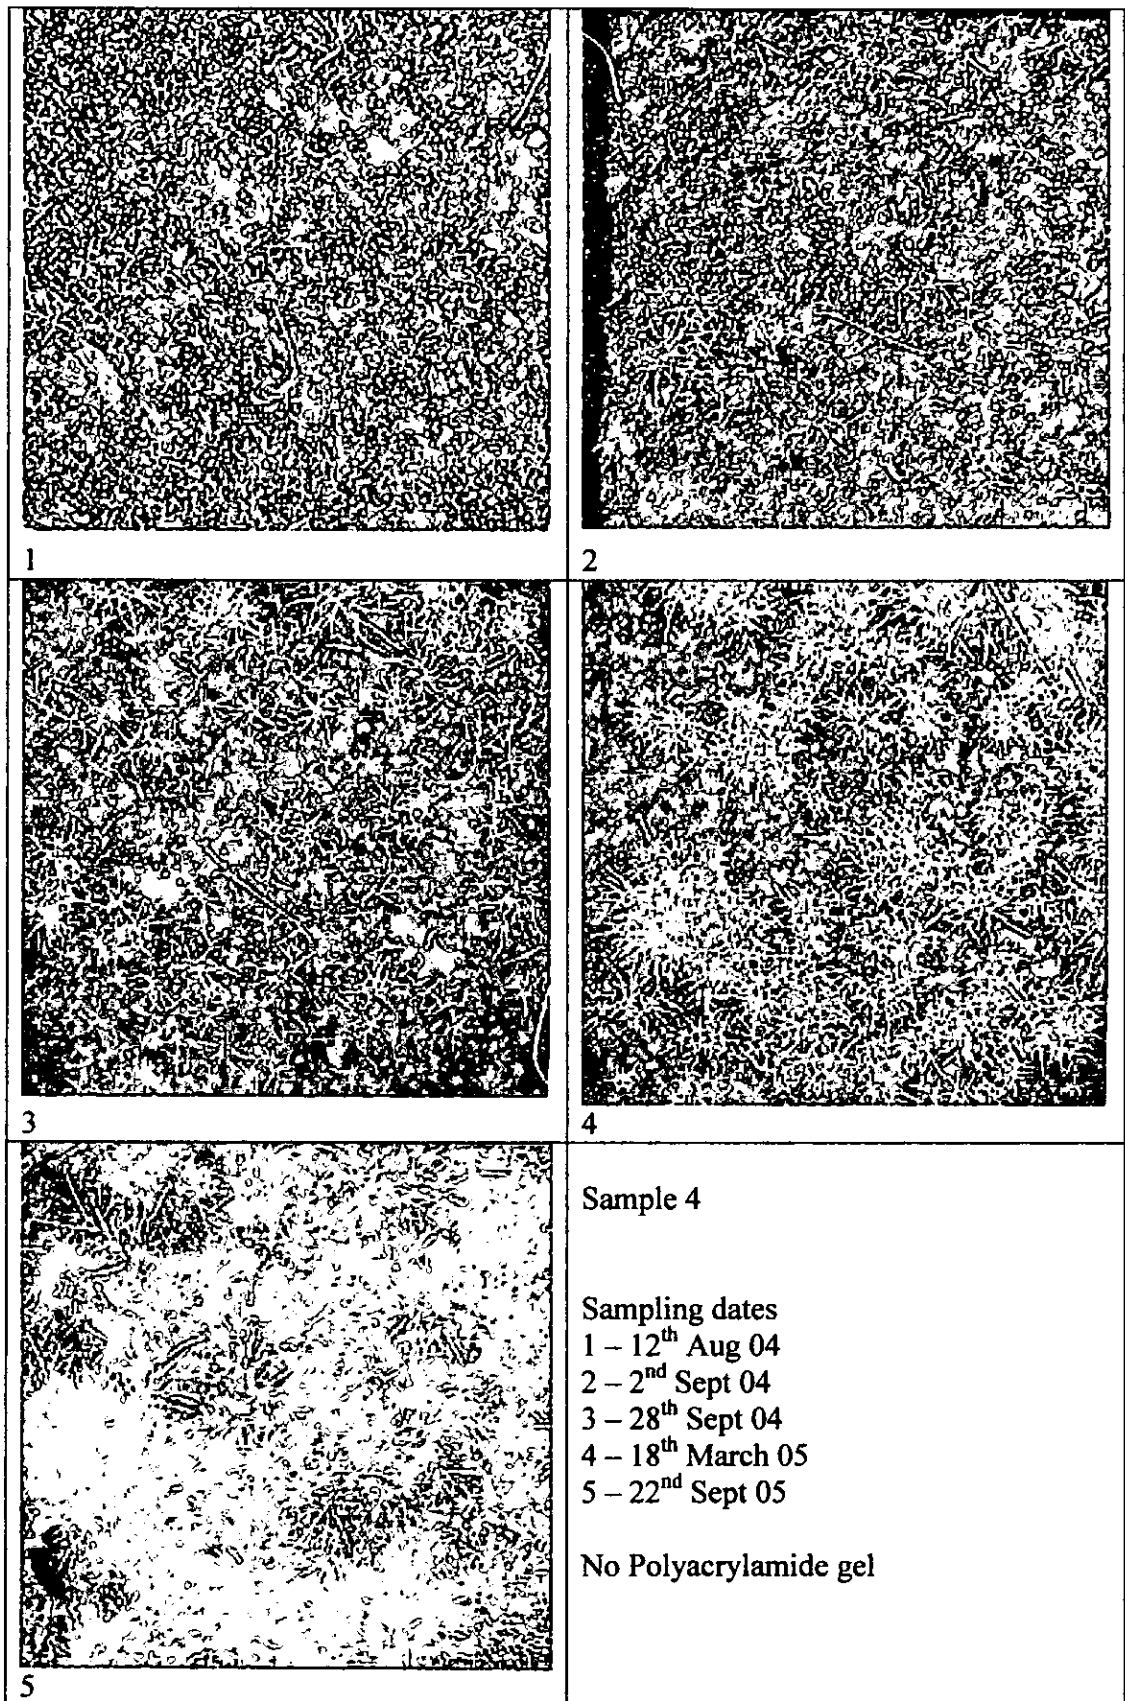 1
2
3
4
5
Sample 4
Sampling dates
1 – 12th Aug 04
2 – 2nd Sept 04
3 – 28th Sept 04
4 – 18th March 05
5 – 22nd Sept 05
No Polyacrylamide gel